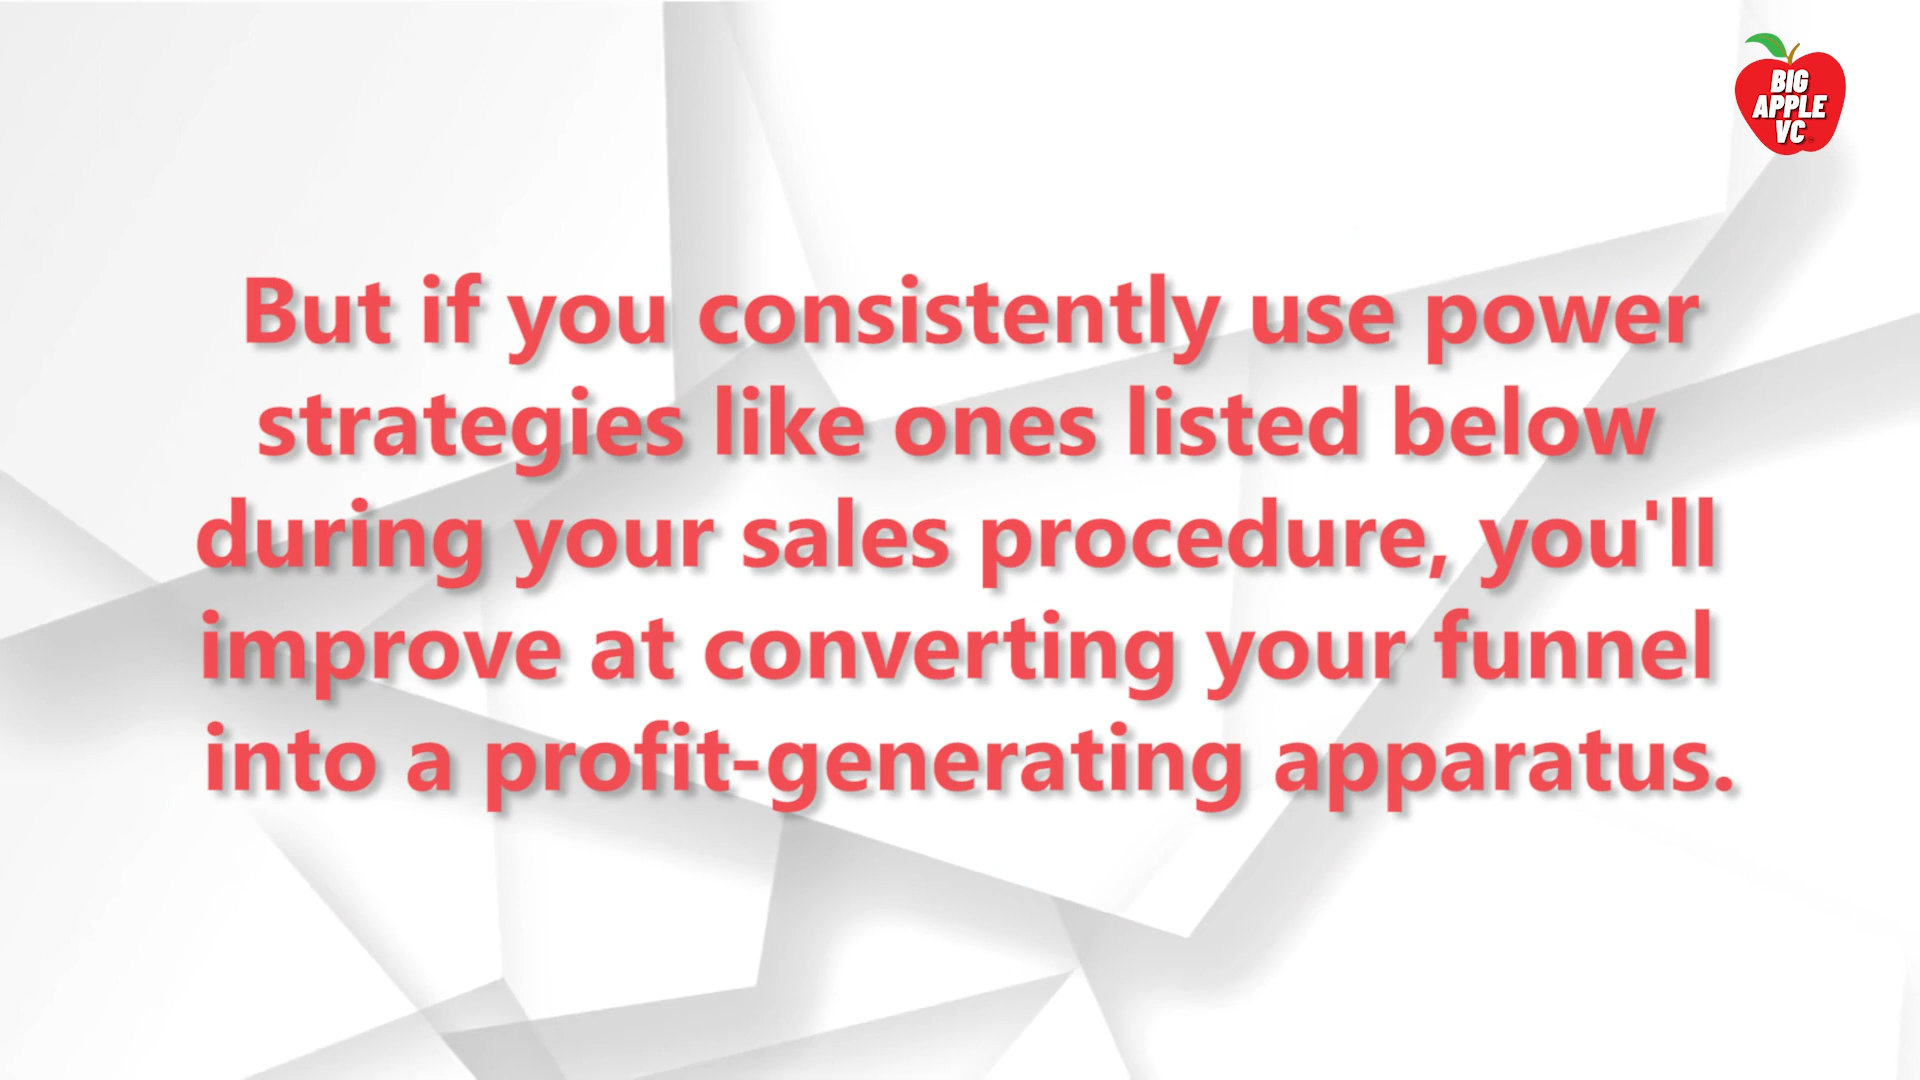 BIG
APPLE
VC
But if you consistently use power
strategies like ones listed below
during your sales procedure, you'll
improve at converting your funnel
into a profit-generating apparatus.